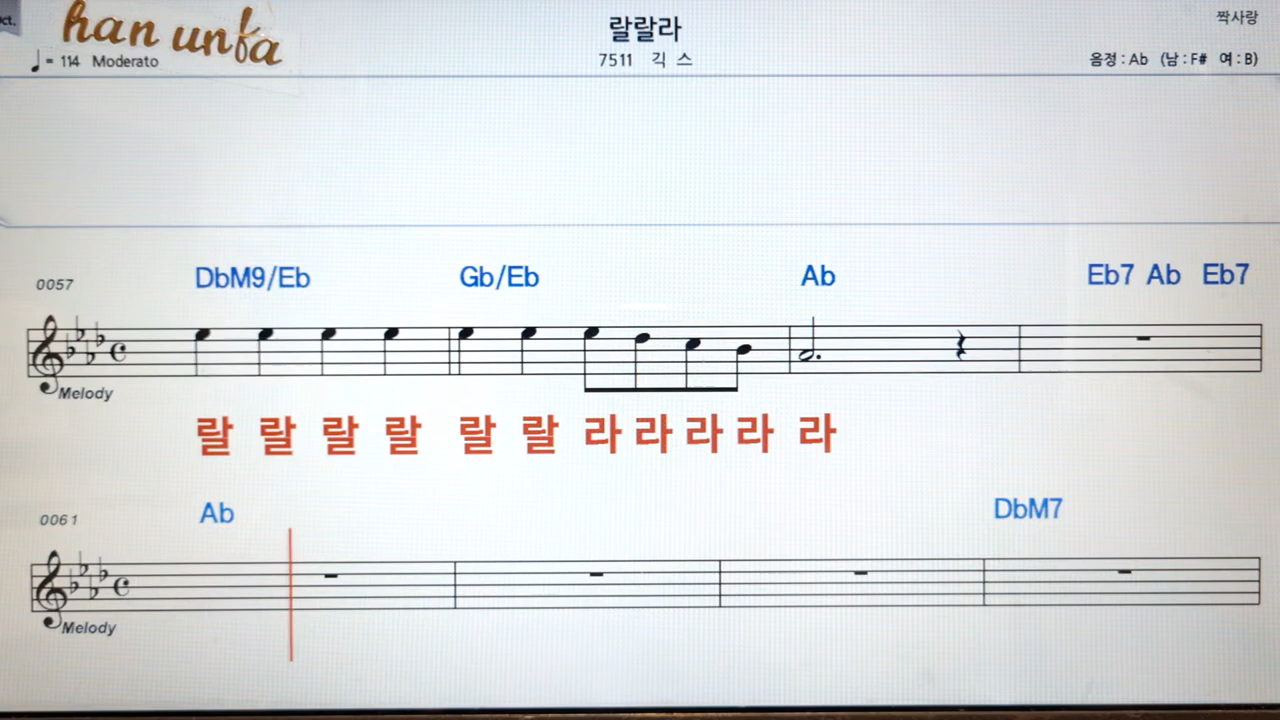 han unfa
랄랄라
짝사랑
♩= 114 Moderato
7511 긱 스
음정 : Ab (남 : F# 여 : B)
0057 DbM9/Eb Gb/Eb Ab Eb7 Ab Eb7
Melody
랄 랄 랄 랄 랄 랄 라 라 라 라 라
0061 Ab DbM7
Melody